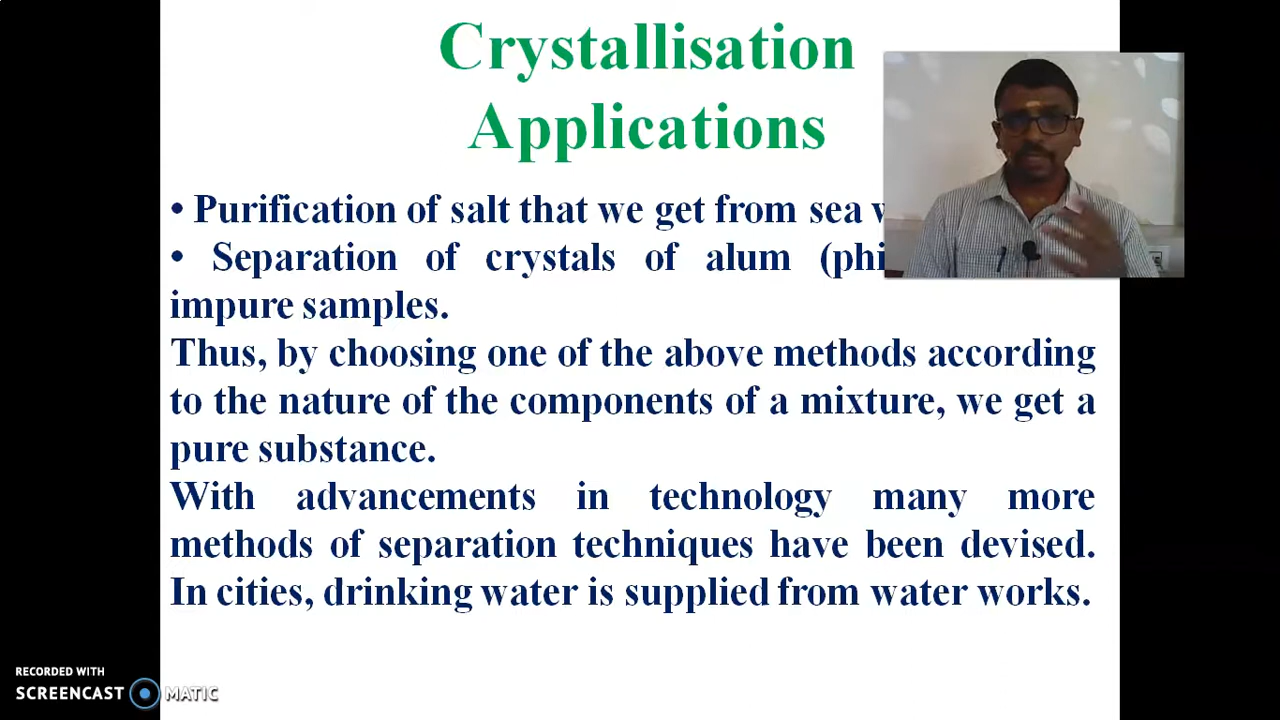 Crystallisation
Applications
• Purification of salt that we get from sea
• Separation of crystals of alum (phi
impure samples.
Thus, by choosing one of the above methods according
to the nature of the components of a mixture, we get a
pure substance.
With advancements in technology many more
methods of separation techniques have been devised.
In cities, drinking water is supplied from water works.
RECORDED WITH
SCREENCAST MATIC